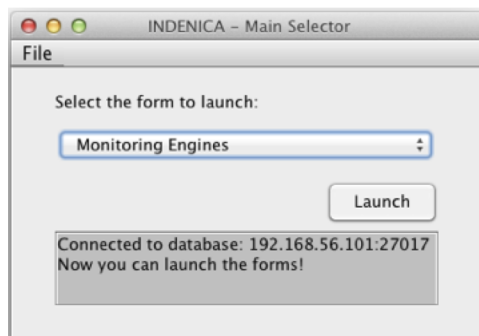 INDENICA – Main Selector
File
Select the form to launch:
Monitoring Engines
Launch
Connected to database: 192.168.56.101:27017
Now you can launch the forms!